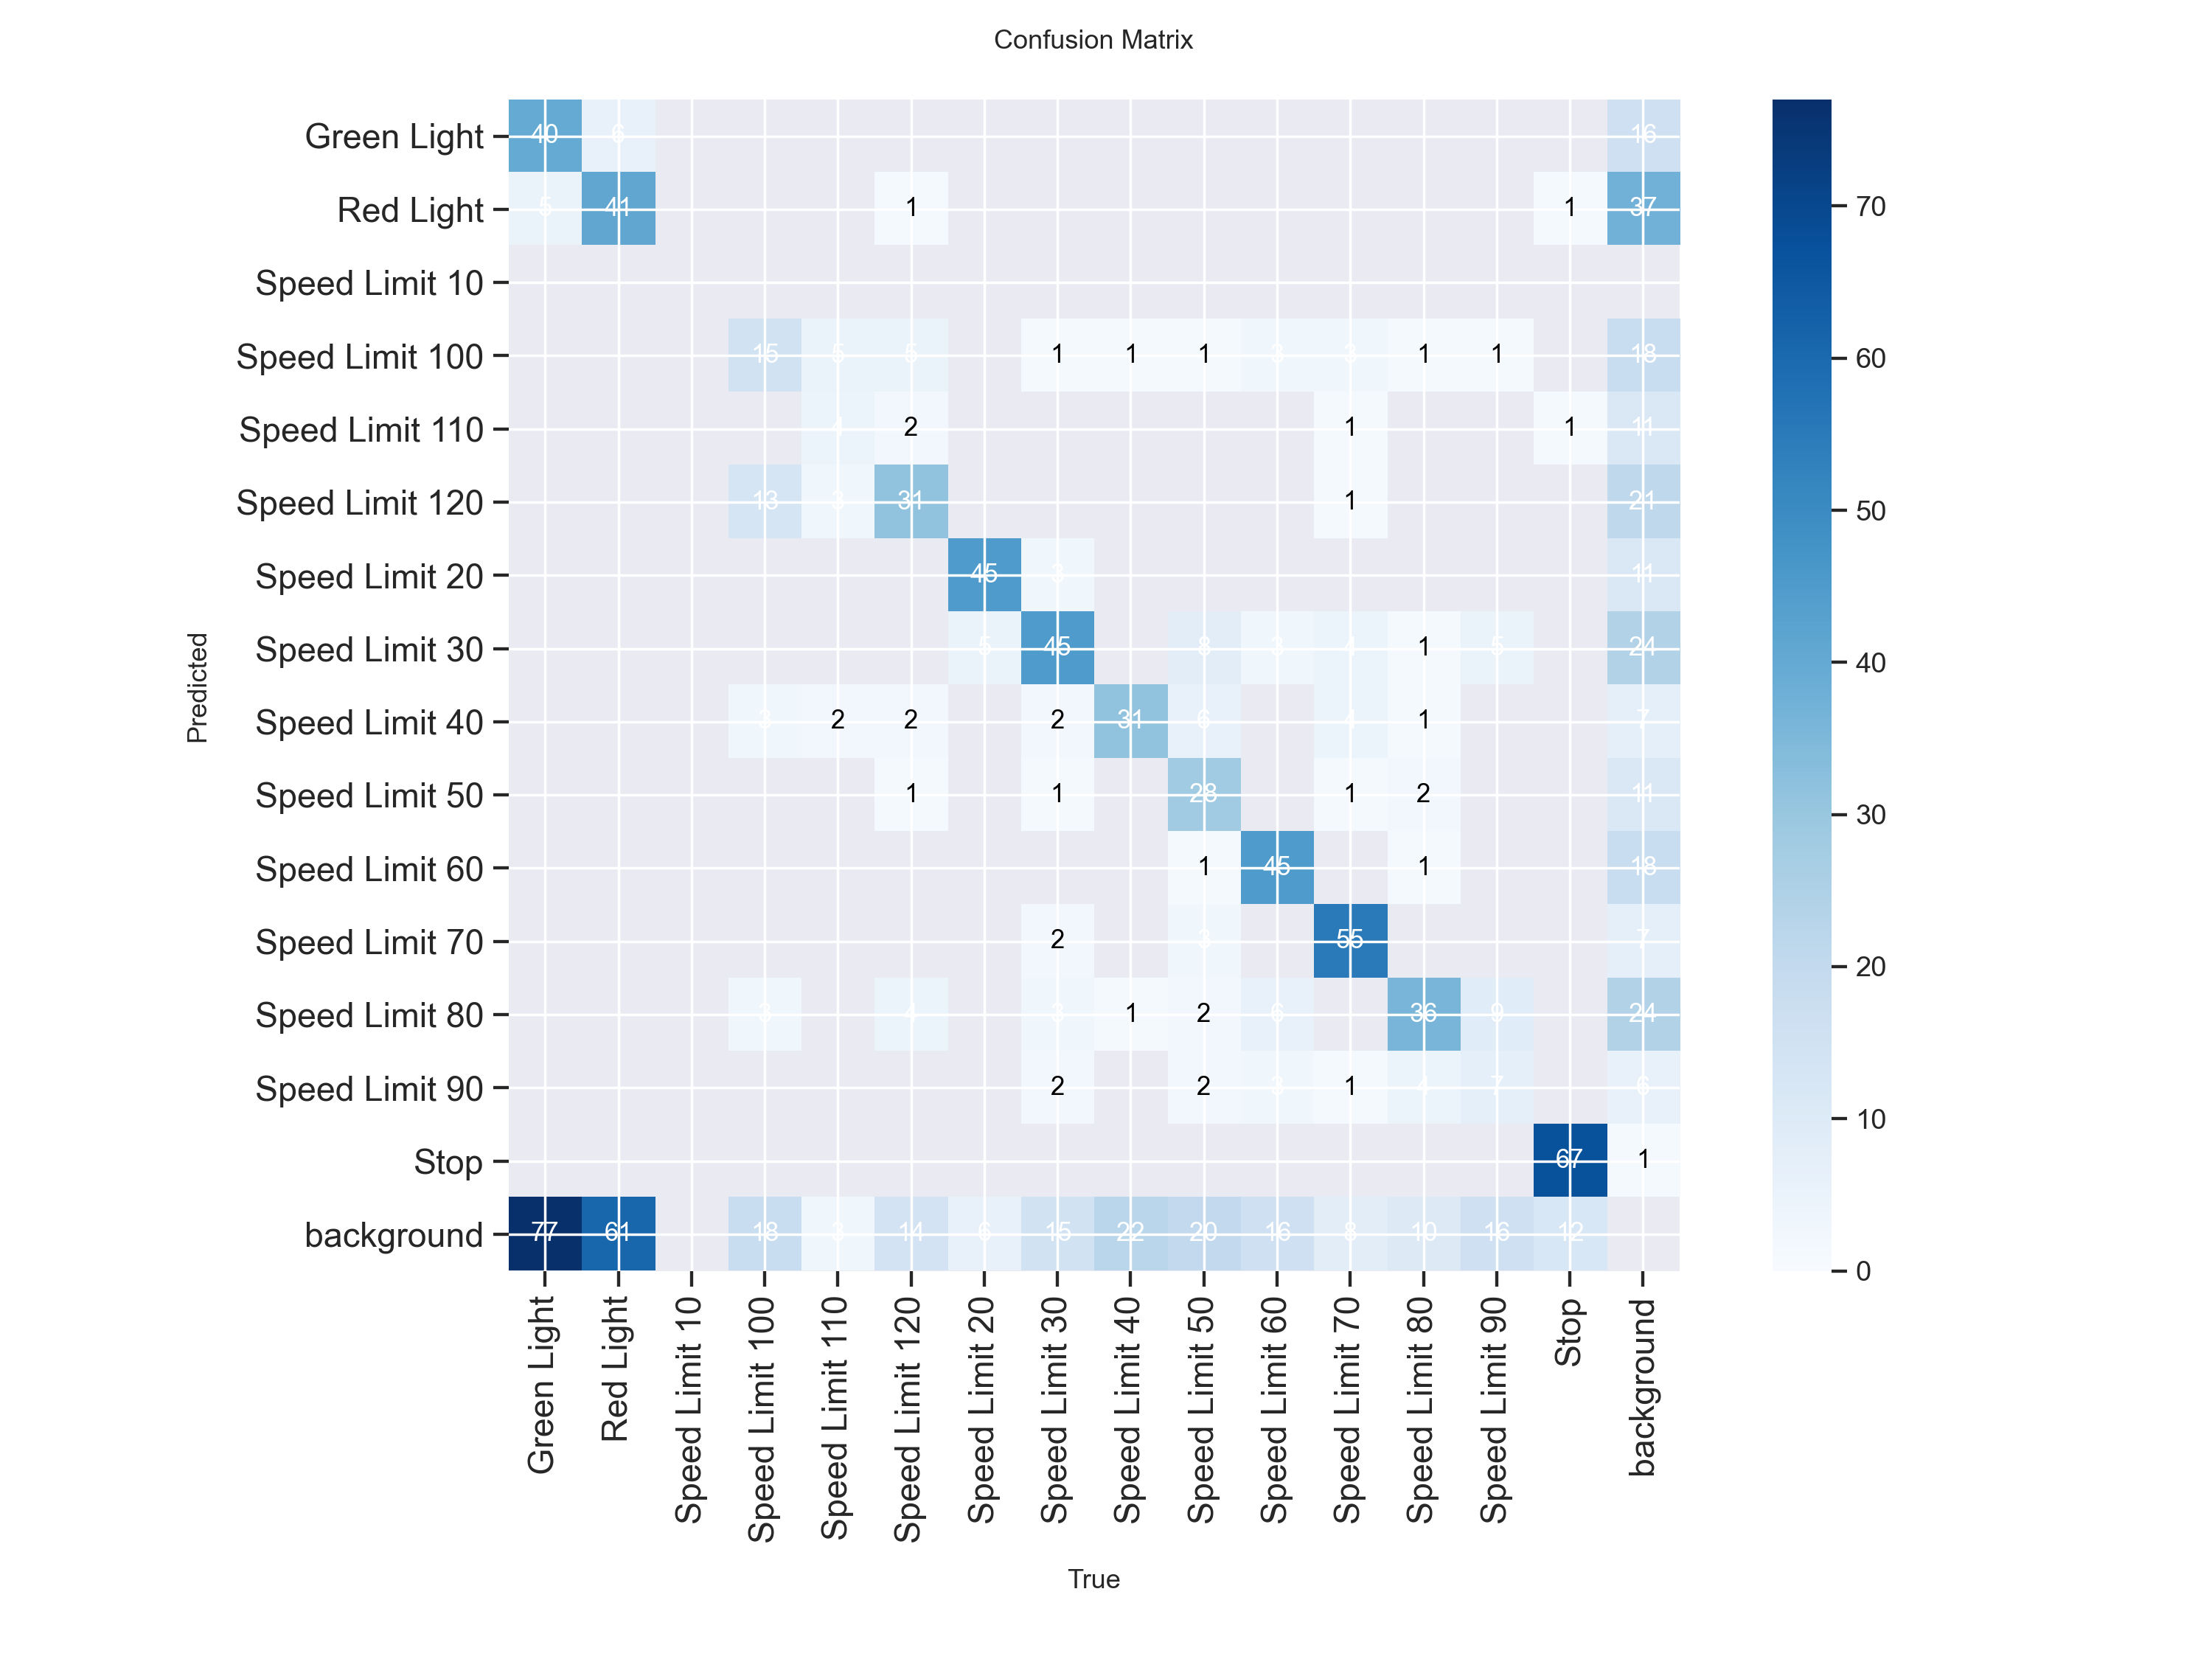 Confusion Matrix
Green Light 40 6 16
Red Light 5 41 1 1 37
Speed Limit 10
Speed Limit 100 15 5 5 1 1 1 3 3 1 1 18
Speed Limit 110 4 2 1 1 11
Speed Limit 120 13 3 31 1 21
Speed Limit 20 45 3 11
Speed Limit 30 5 45 8 3 4 1 5 24
Speed Limit 40 3 2 2 2 31 6 4 1 7
Speed Limit 50 1 1 28 1 2 11
Speed Limit 60 1 45 1 18
Speed Limit 70 2 3 55 7
Speed Limit 80 3 4 3 1 2 6 36 9 24
Speed Limit 90 2 2 3 1 4 7 6
Stop 67 1
background 77 61 18 3 14 6 15 22 20 16 8 10 16 12
Predicted
Green Light
Red Light
Speed Limit 10
Speed Limit 100
Speed Limit 110
Speed Limit 120
Speed Limit 20
Speed Limit 30
Speed Limit 40
Speed Limit 50
Speed Limit 60
Speed Limit 70
Speed Limit 80
Speed Limit 90
Stop
background
True
70
60
50
40
30
20
10
0